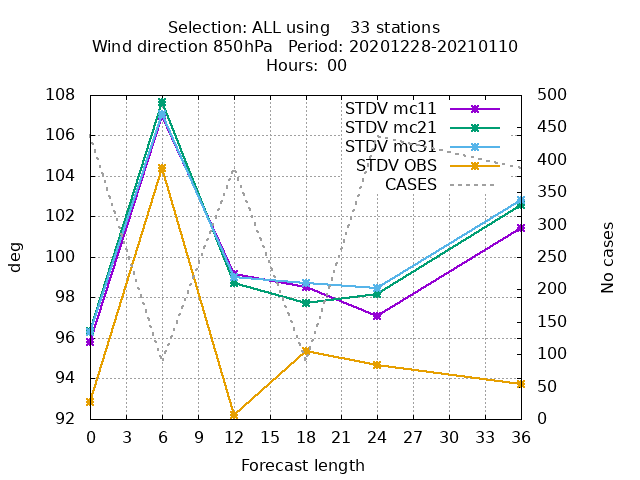 Selection: ALL using    33 stations
Wind direction 850hPa   Period: 20201228-20210110
Hours: 00
108
106
104
102
100
98
96
94
92
deg
500
450
400
350
300
250
200
150
100
50
0
No cases
STDV mc11
STDV mc21
STDV mc31
STDV OBS
CASES
0 3 6 9 12 15 18 21 24 27 30 33 36
Forecast length